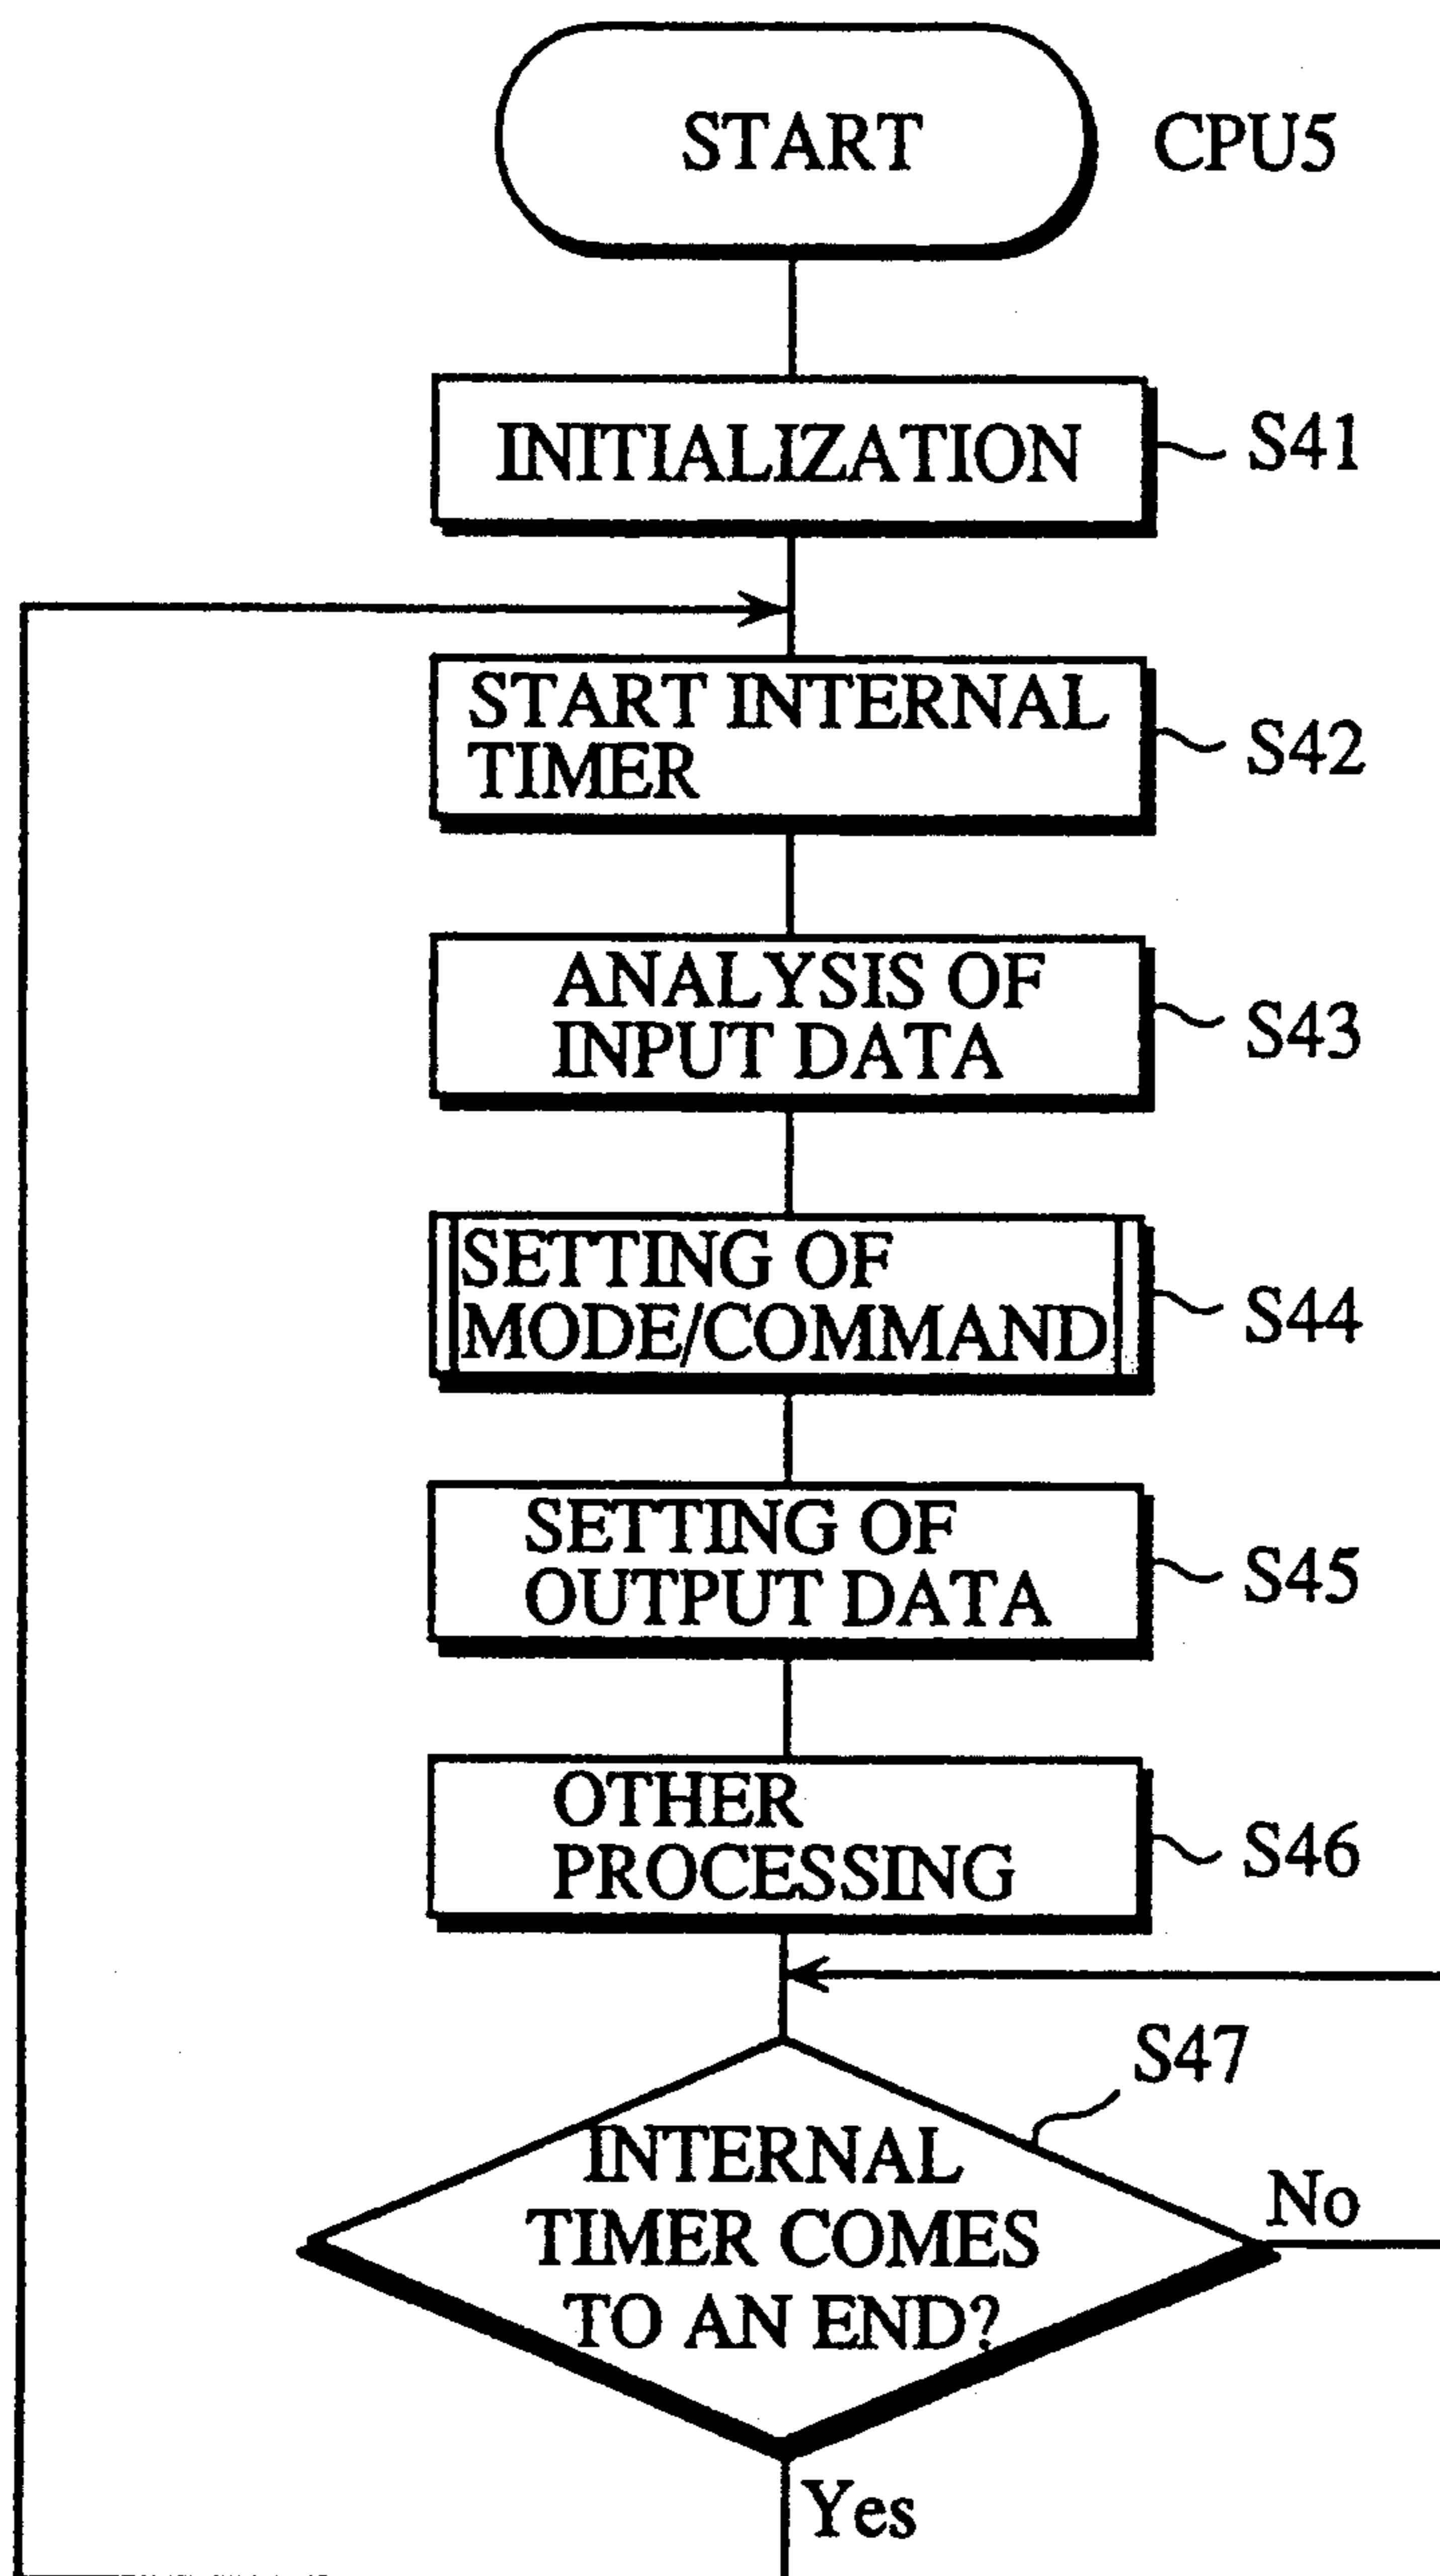 START
CPU5
INITIALIZATION
S41
START INTERNAL
TIMER
S42
ANALYSIS OF
INPUT DATA
S43
SETTING OF
MODE/COMMAND
S44
SETTING OF
OUTPUT DATA
S45
OTHER
PROCESSING
S46
S47
INTERNAL
TIMER COMES
TO AN END?
No
Yes